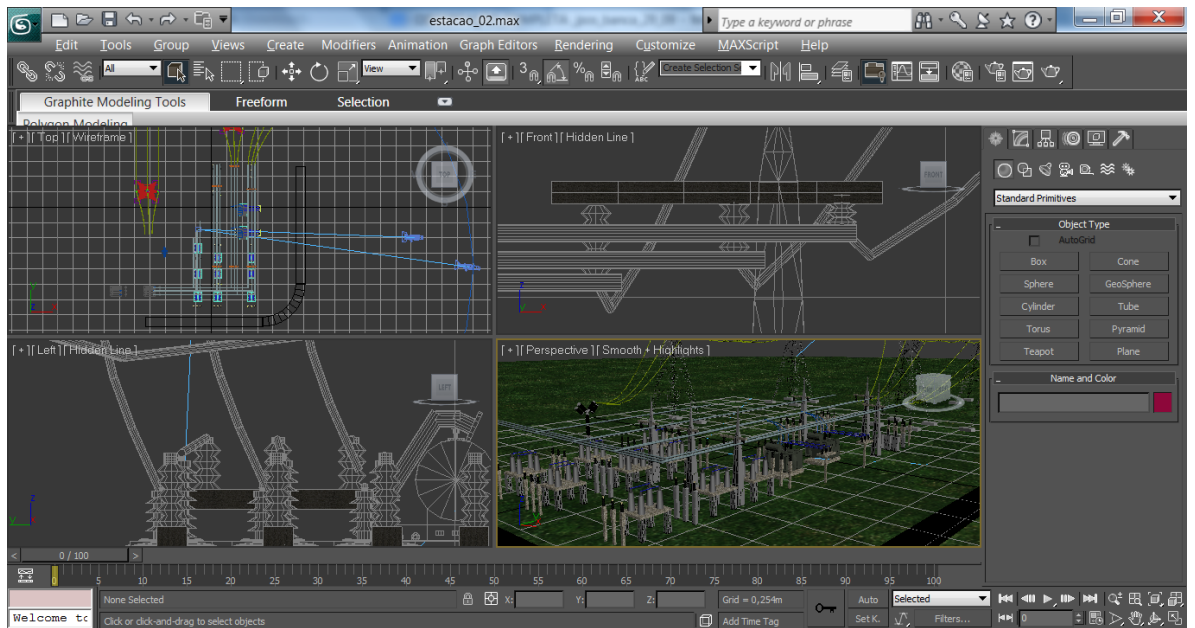 estacao_02.max
Type a keyword or phrase
Edit Tools Group Views Create Modifiers Animation Graph Editors Rendering Customize MAXScript Help
All View 3 Create Selection S
ABC
Graphite Modeling Tools Freeform Selection
Polygon Modeling
[ + ] [ Top ] [ Wireframe ]
TOP
[ + ] [ Front ] [ Hidden Line ]
FRONT
Standard Primitives
Object Type
AutoGrid
Box Cone
Sphere GeoSphere
Cylinder Tube
Torus Pyramid
Teapot Plane
Name and Color
[ + ] [ Left ] [ Hidden Line ]
LEFT
[ + ] [ Perspective ] [ Smooth + Highlights ]
< 0 / 100 >
0 5 10 15 20 25 30 35 40 45 50 55 60 65 70 75 80 85 90 95 100
None Selected X: Y: Z: Grid = 0,254m Auto Selected
Welcome to Click or click-and-drag to select objects Add Time Tag Set K. Filters... 0